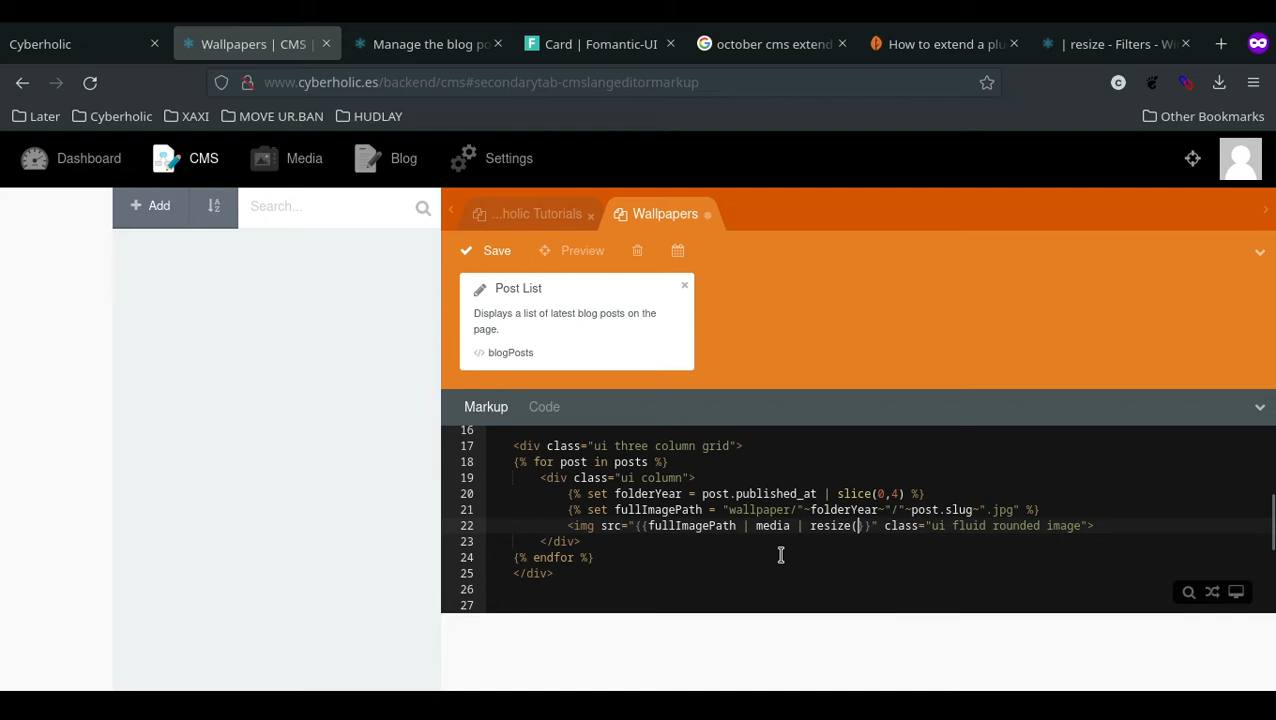 Cyberholic
Wallpapers | CMS |
Manage the blog po
Card | Fomantic-UI
october cms extend
How to extend a plu
| resize - Filters - Wi
www.cyberholic.es/backend/cms#secondarytab-cmslangeditormarkup
Later
Cyberholic
XAXI
MOVE UR.BAN
HUDLAY
Other Bookmarks
Dashboard
CMS
Media
Blog
Settings
Add
Search...
...holic Tutorials
Wallpapers
Save
Preview
Post List
Displays a list of latest blog posts on the
page.
blogPosts
Markup
Code
16
17 <div class="ui three column grid">
18 {% for post in posts %}
19 <div class="ui column">
20 {% set folderYear = post.published_at | slice(0,4) %}
21 {% set fullImagePath = "wallpaper/"~folderYear~"/"~post.slug~".jpg" %}
22 <img src="{{fullImagePath | media | resize(}}" class="ui fluid rounded image">
23 </div>
24 {% endfor %}
25 </div>
26
27